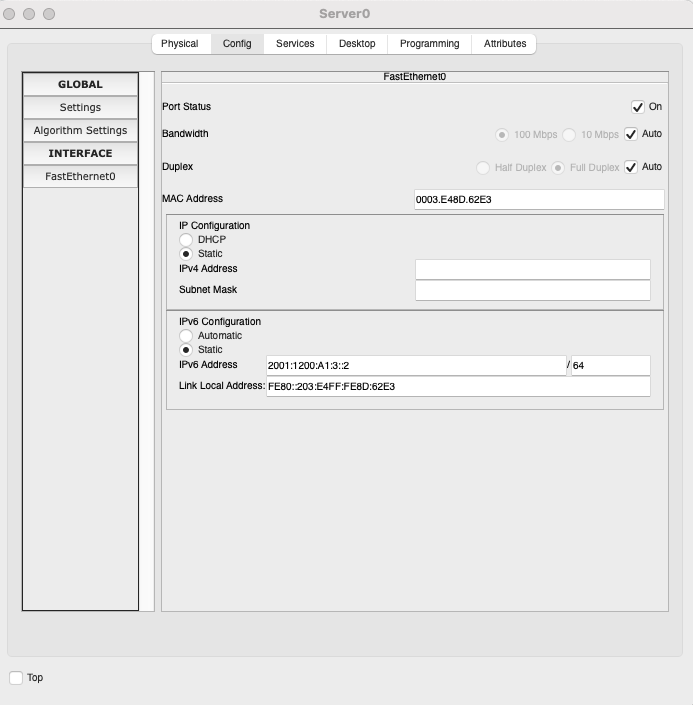 Server0
Physical Config Services Desktop Programming Attributes
GLOBAL
Settings
Algorithm Settings
INTERFACE
FastEthernet0
FastEthernet0
Port Status On
Bandwidth 100 Mbps 10 Mbps Auto
Duplex Half Duplex Full Duplex Auto
MAC Address 0003.E48D.62E3
IP Configuration
DHCP
Static
IPv4 Address
Subnet Mask
IPv6 Configuration
Automatic
Static
IPv6 Address 2001:1200:A1:3::2 / 64
Link Local Address: FE80::203:E4FF:FE8D:62E3
Top